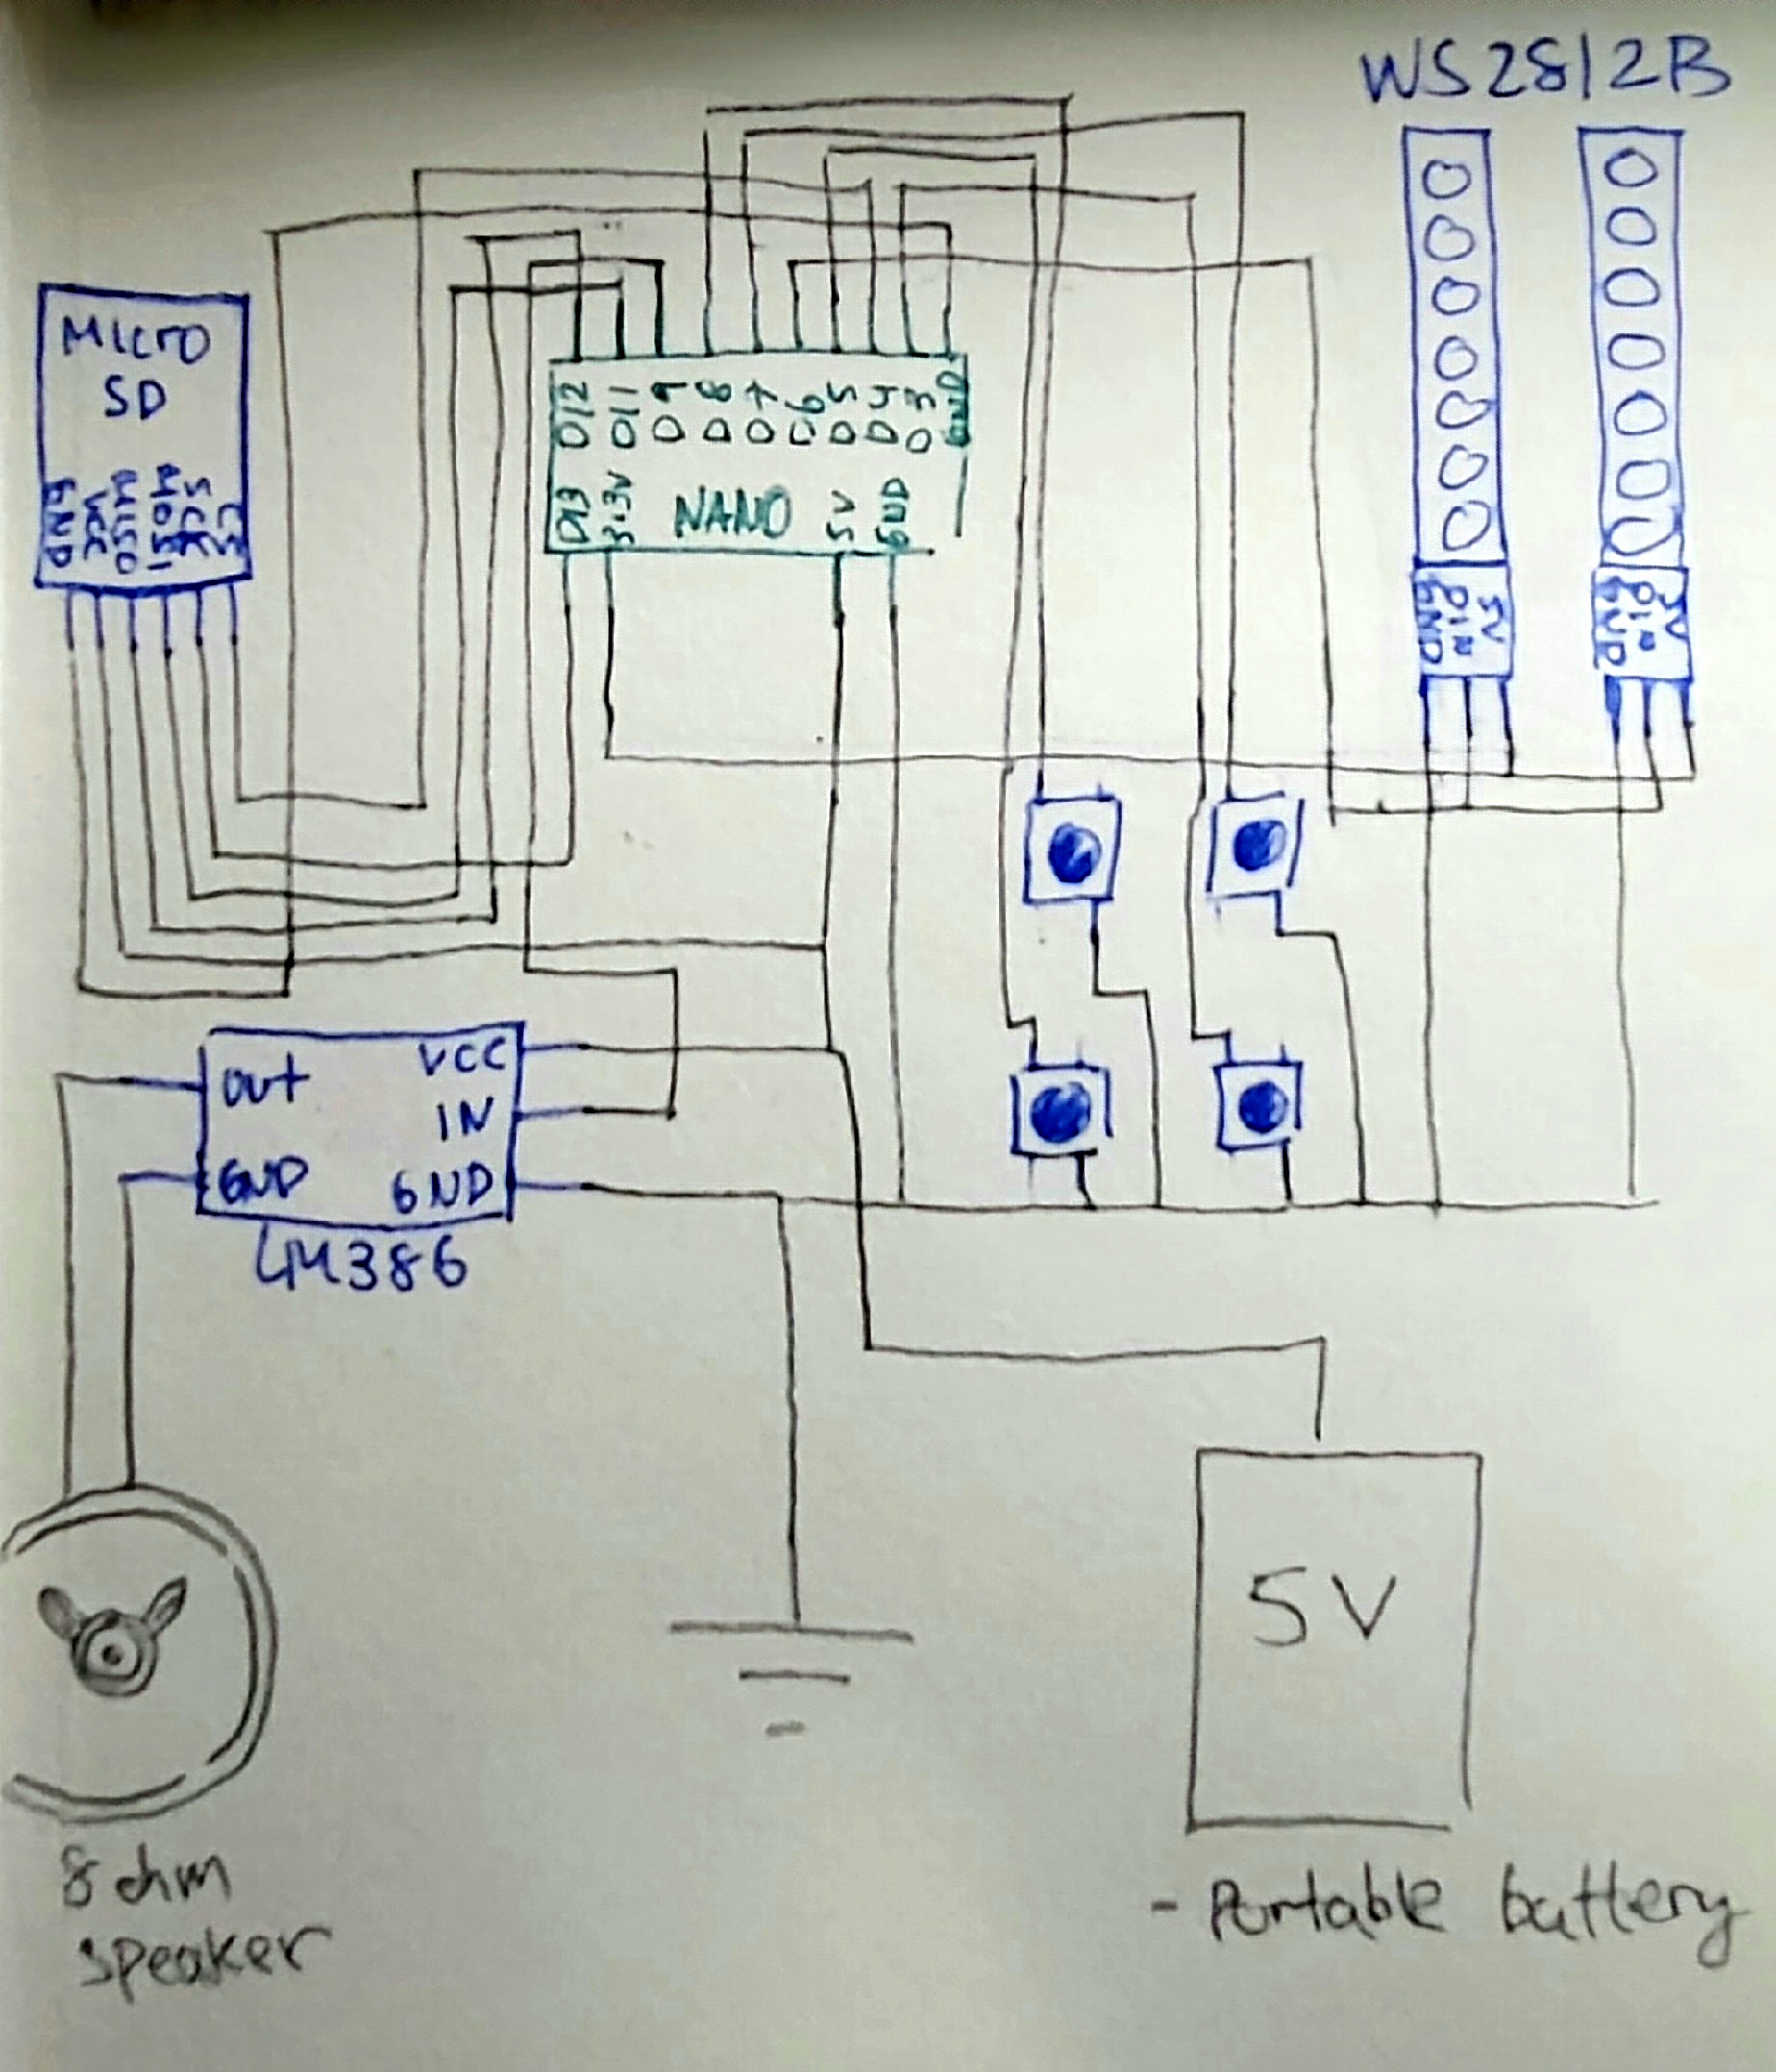 WS2812B
MICrO
SD
GND
VCC
MISO
MOSI
SCK
CS
D12
D11
D9
D8
D7
D6
D5
D4
D3
GND
D13
3.3V
NANO
5V
GND
GND
DIN
5V
GND
DIN
5V
OUt
VCC
IN
GND
GND
LM386
5V
8 ohm
speaker
- Portable battery